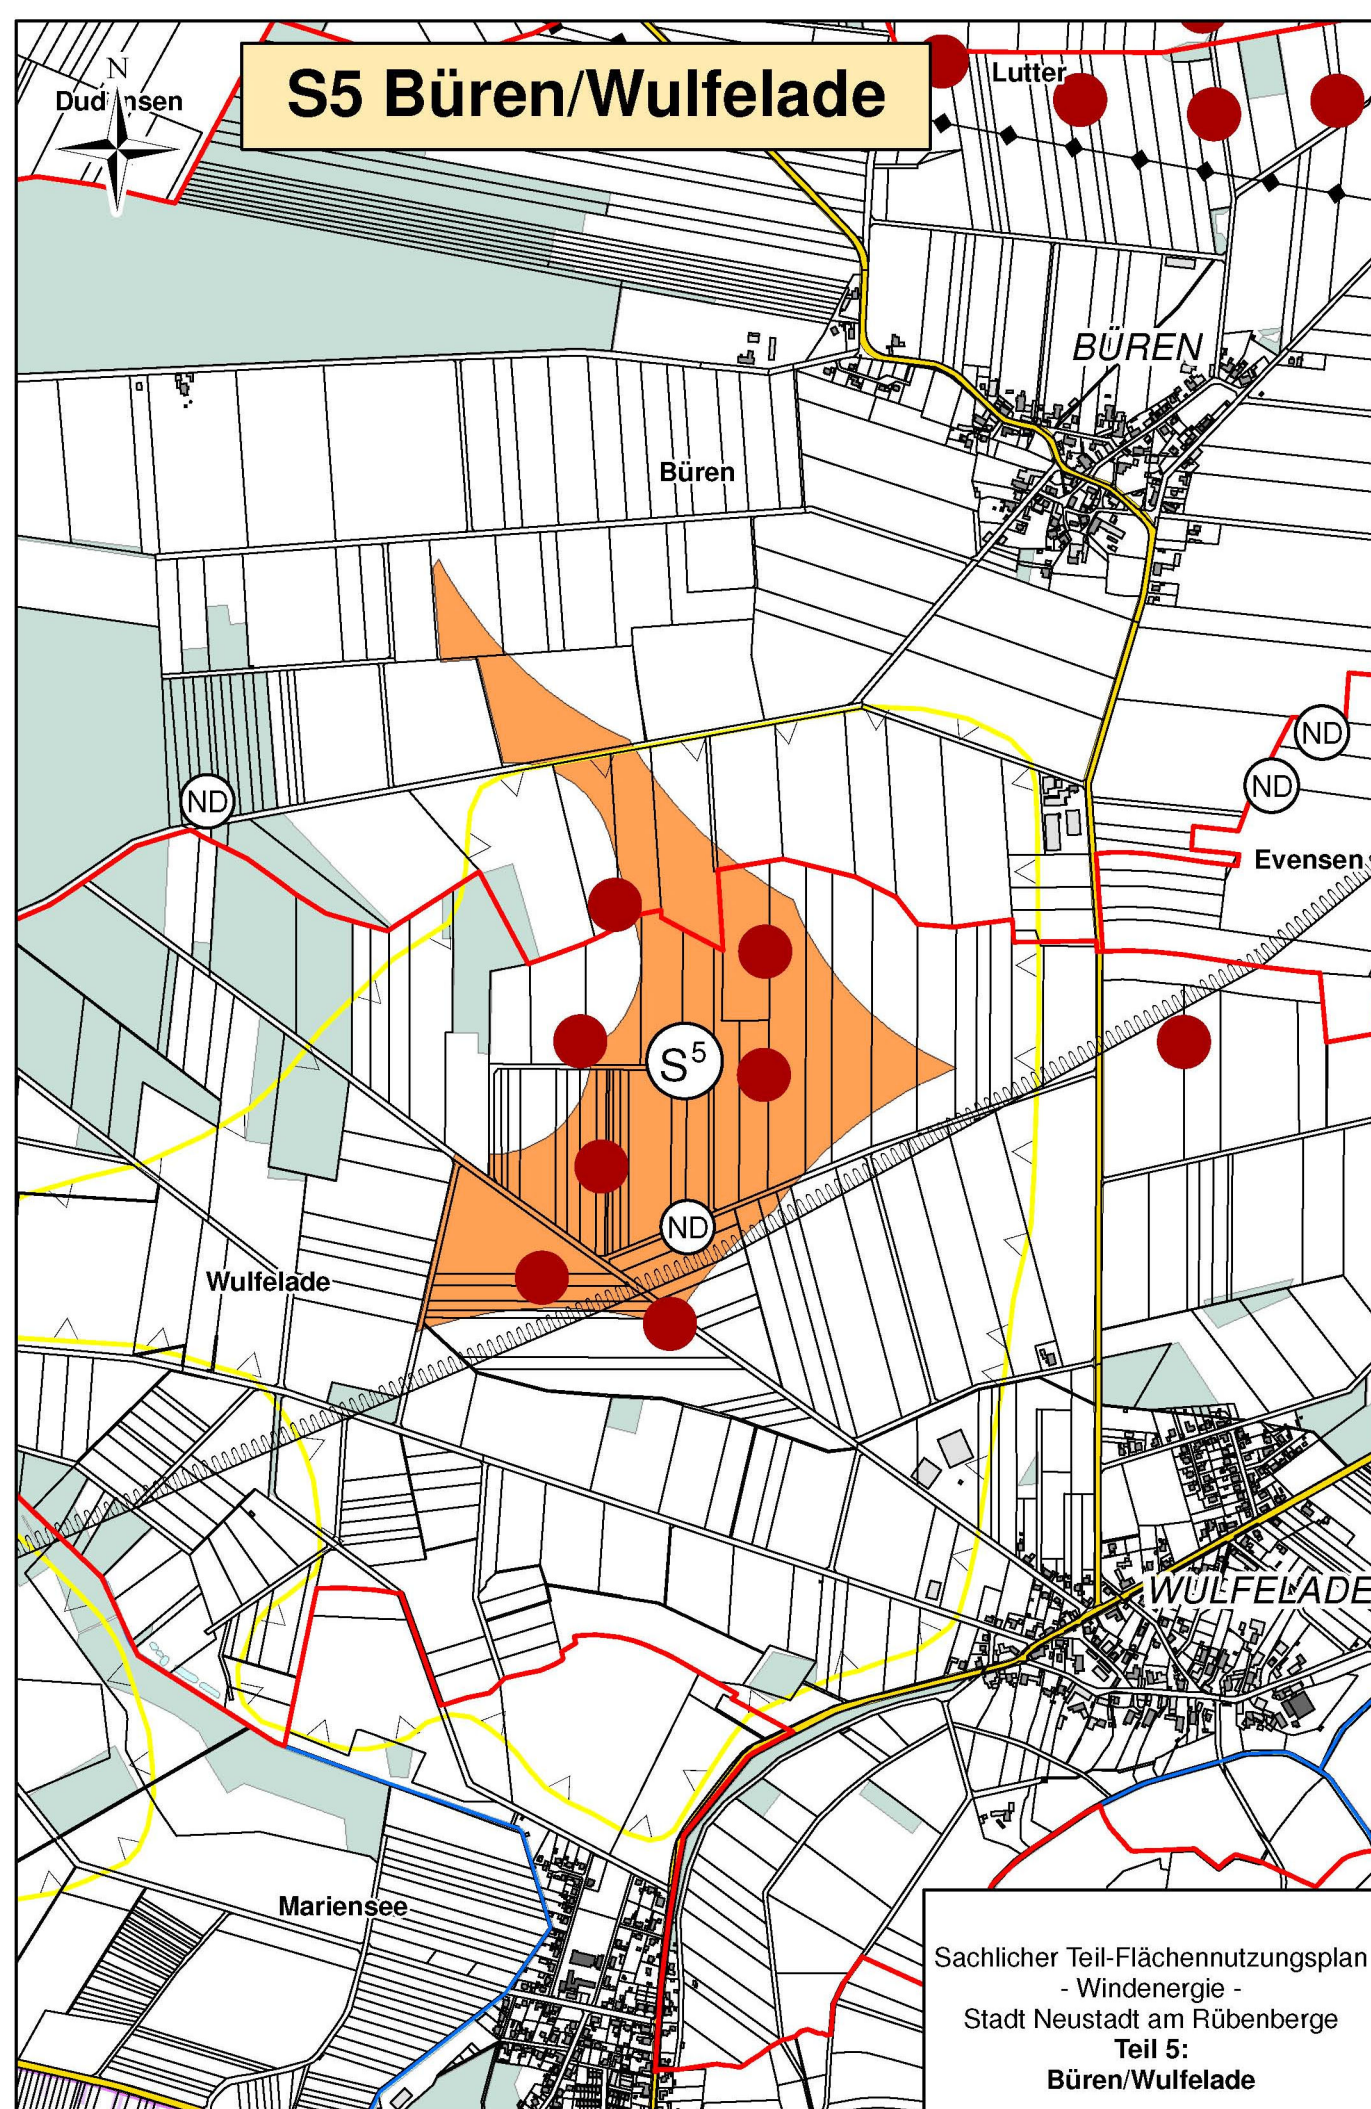 S5 Büren/Wulfelade
N
Dudensen
Lutter
BÜREN
Büren
ND
ND
ND
Evensen
S⁵
ND
Wulfelade
WULFELADE
Mariensee
Sachlicher Teil-Flächennutzungsplan
- Windenergie -
Stadt Neustadt am Rübenberge
Teil 5:
Büren/Wulfelade